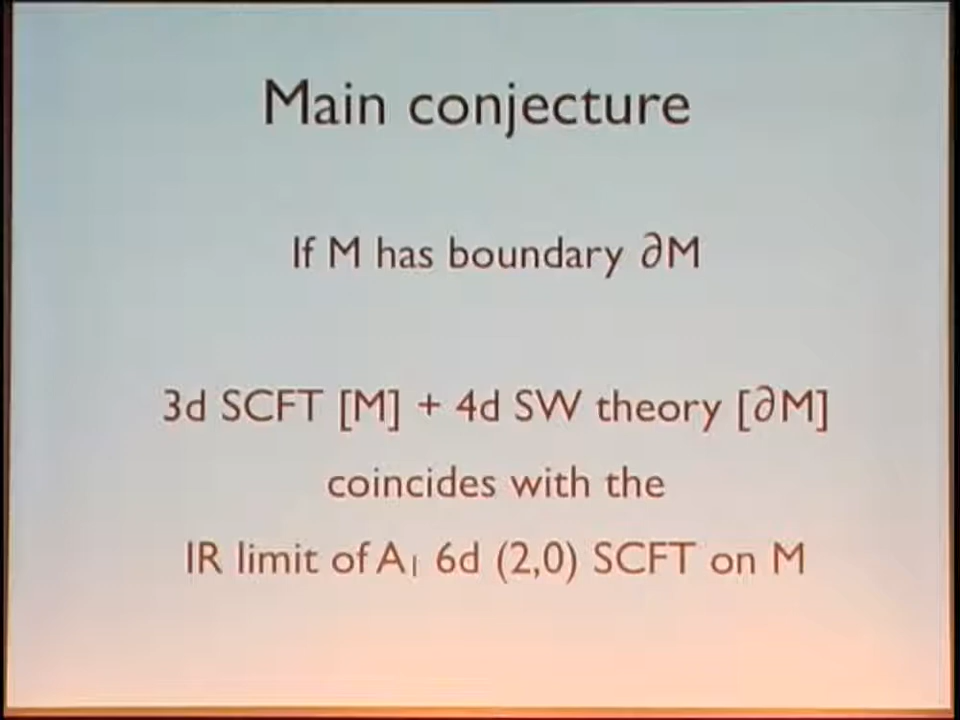 Main conjecture
If M has boundary ∂M
3d SCFT [M] + 4d SW theory [∂M]
coincides with the
IR limit of A₁ 6d (2,0) SCFT on M